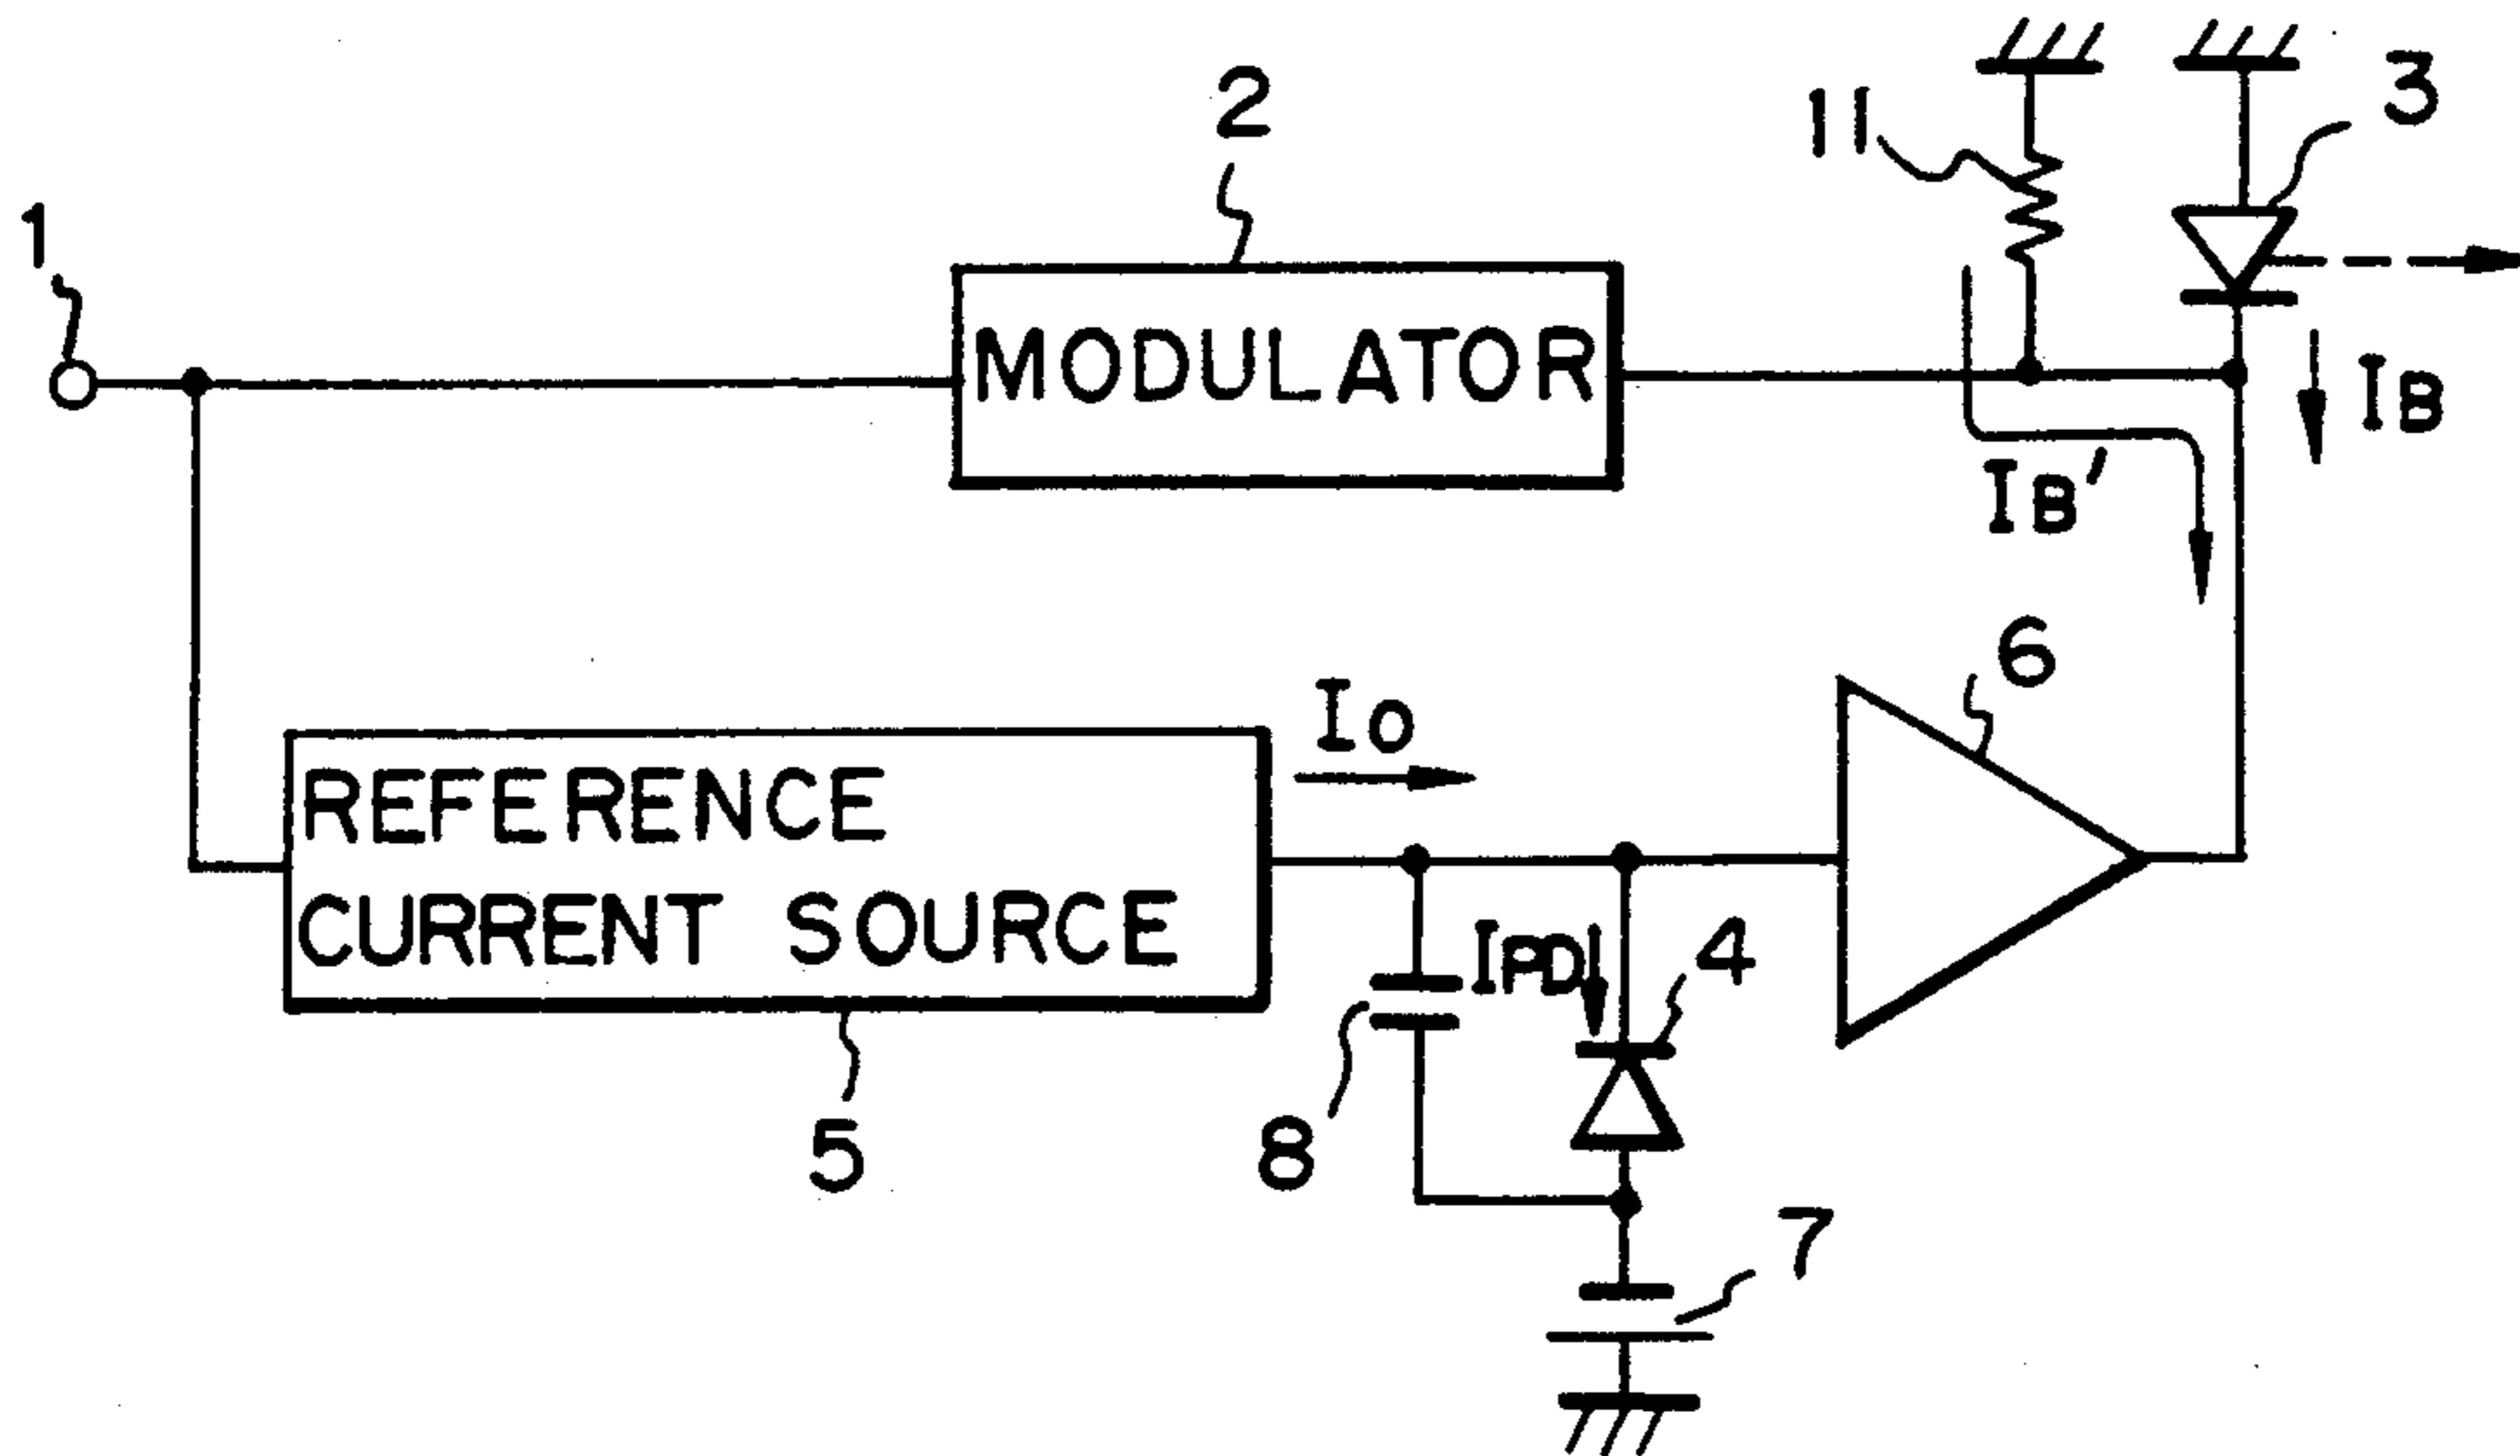 1
2
11
3
MODULATOR
IB
IB'
6
IO
REFERENCE
CURRENT SOURCE
IPD
4
5
8
7